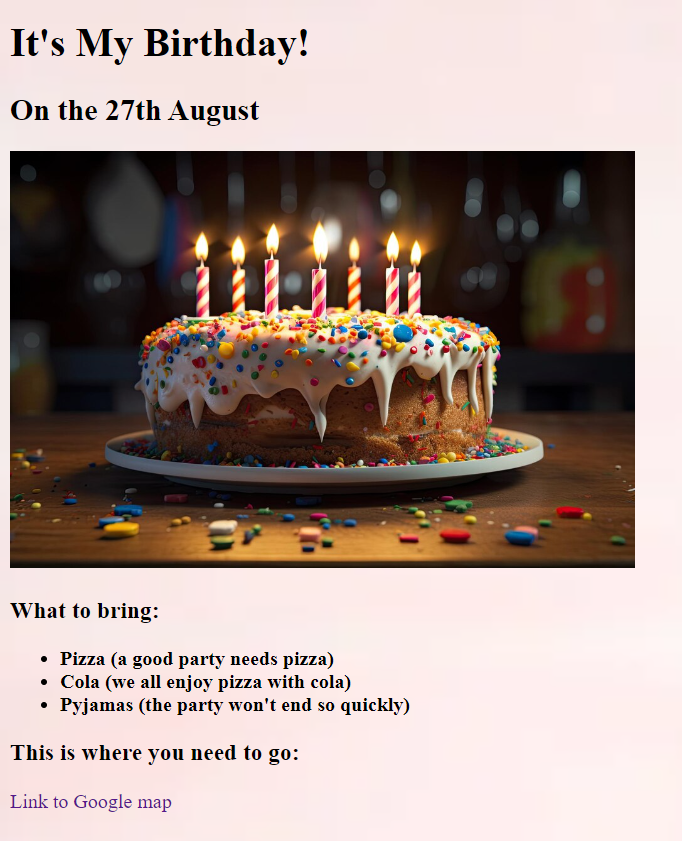 It's My Birthday!
On the 27th August
What to bring:
Pizza (a good party needs pizza)
Cola (we all enjoy pizza with cola)
Pyjamas (the party won't end so quickly)
This is where you need to go:
Link to Google map